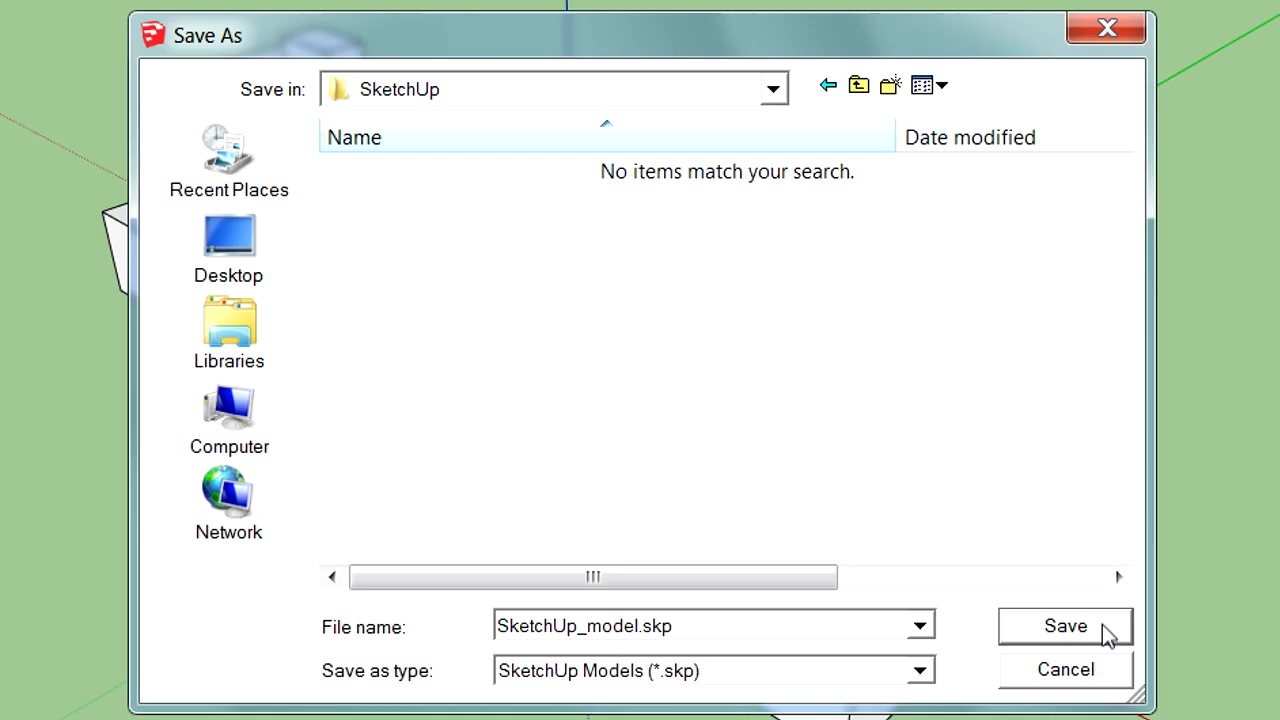 Save As
Save in: SketchUp
Name Date modified
No items match your search.
Recent Places
Desktop
Libraries
Computer
Network
File name: SketchUp_model.skp Save
Save as type: SketchUp Models (*.skp) Cancel